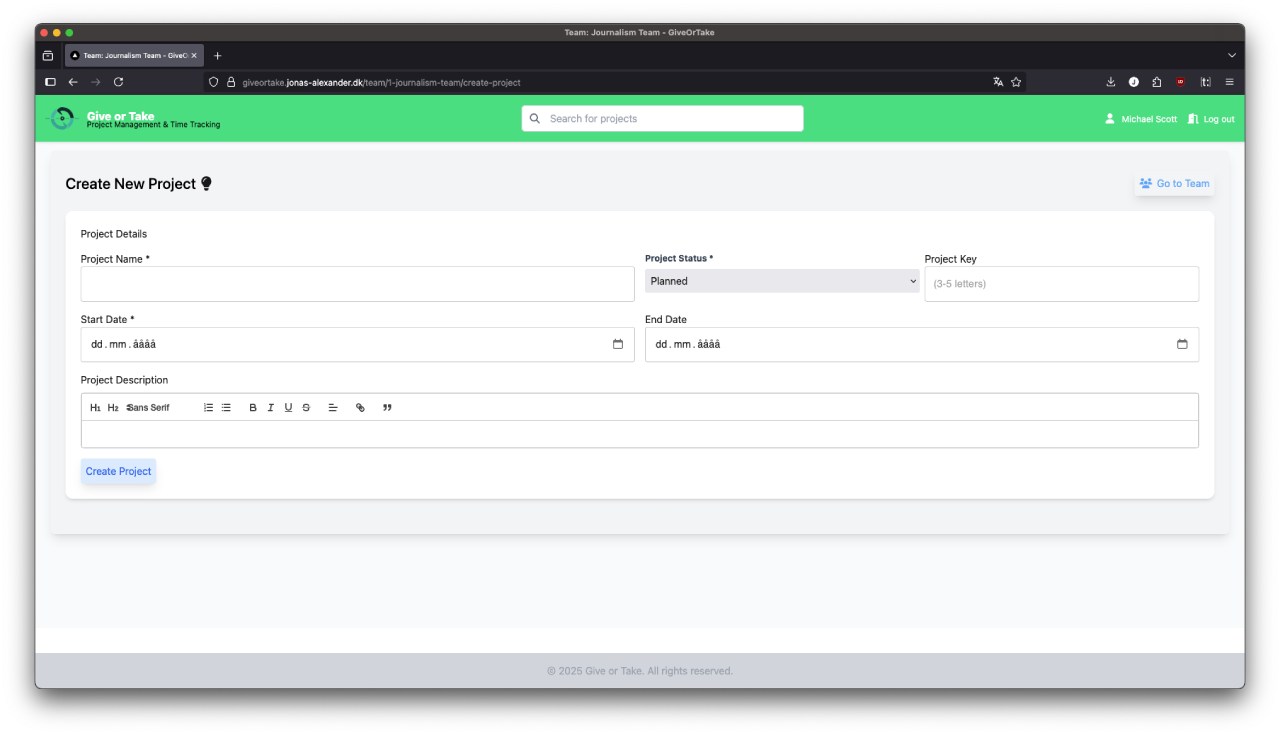 Team: Journalism Team - GiveOrTake
Team: Journalism Team - GiveO
giveortake.jonas-alexander.dk/team/1-journalism-team/create-project
Give or Take
Project Management & Time Tracking
Search for projects
Michael Scott
Log out
Create New Project
Go to Team
Project Details
Project Name *
Project Status *
Project Key
Planned
(3-5 letters)
Start Date *
End Date
dd.mm.åååå
dd.mm.åååå
Project Description
H1 H2 Sans Serif B I U S
Create Project
© 2025 Give or Take. All rights reserved.